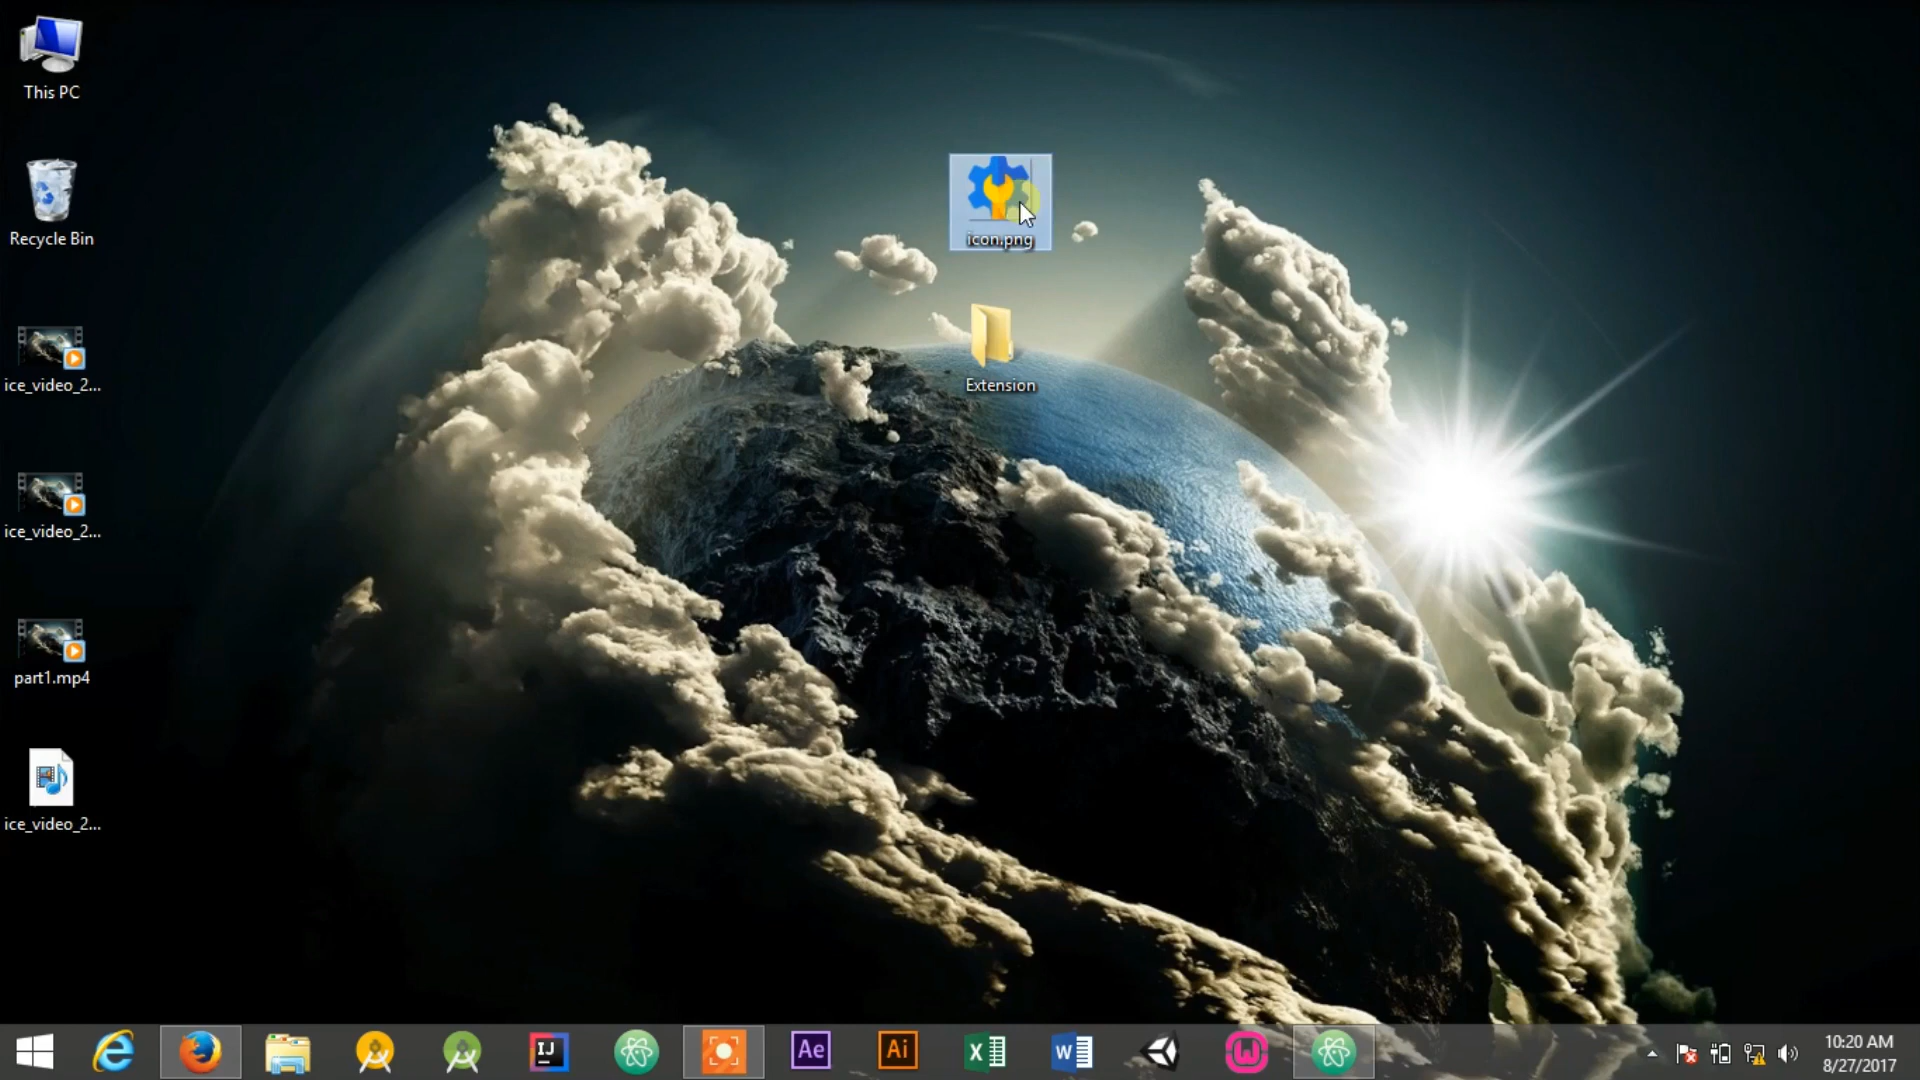 This PC
Recycle Bin
ice_video_2...
ice_video_2...
part1.mp4
ice_video_2...
icon.png
Extension
IJ
Ae
Ai
X
W
W
10:20 AM
8/27/2017